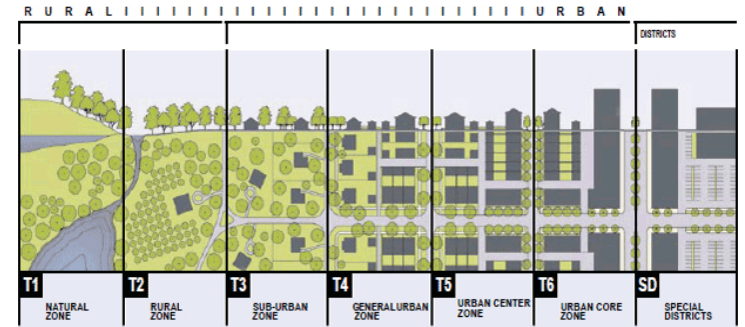 R U R A L I I I I I I I I I I I I I I I I I I I I I I I I I I I I U R B A N
DISTRICTS
T1
NATURAL
ZONE
T2
RURAL
ZONE
T3
SUB-URBAN
ZONE
T4
GENERAL URBAN
ZONE
T5
URBAN CENTER
ZONE
T6
URBAN CORE
ZONE
SD
SPECIAL
DISTRICTS